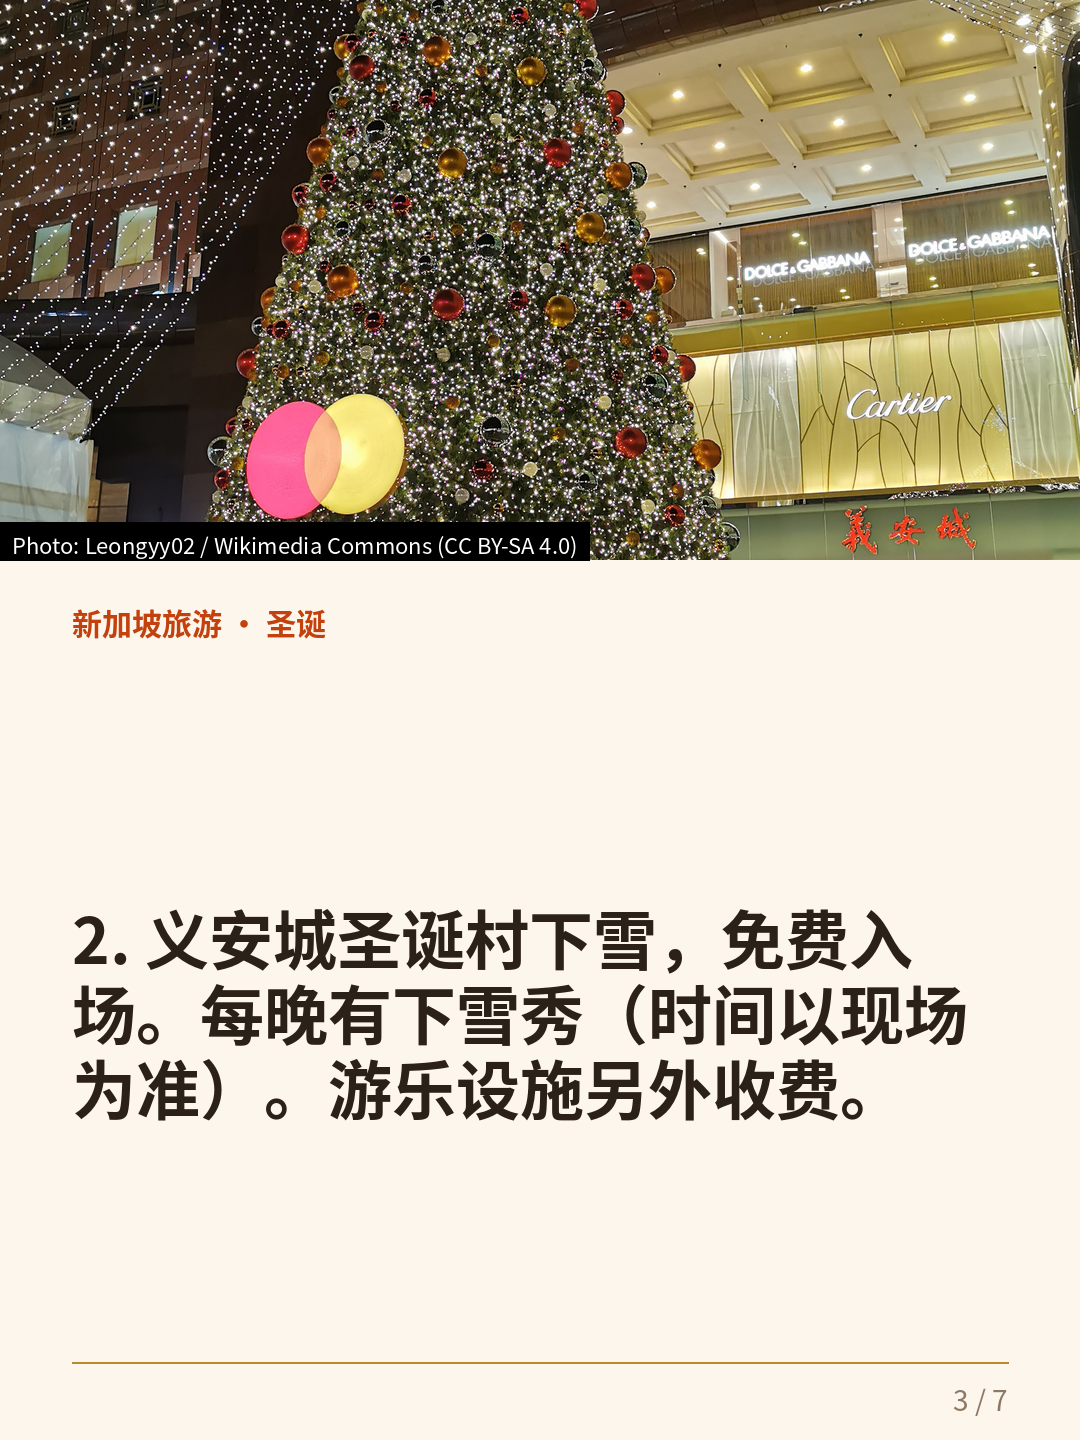 DOLCE & GABBANA
DOLCE & GABBANA
Cartier
義安城
Photo: Leongyy02 / Wikimedia Commons (CC BY-SA 4.0)
新加坡旅游 · 圣诞
2. 义安城圣诞村下雪，免费入
场。每晚有下雪秀（时间以现场
为准）。游乐设施另外收费。
3 / 7